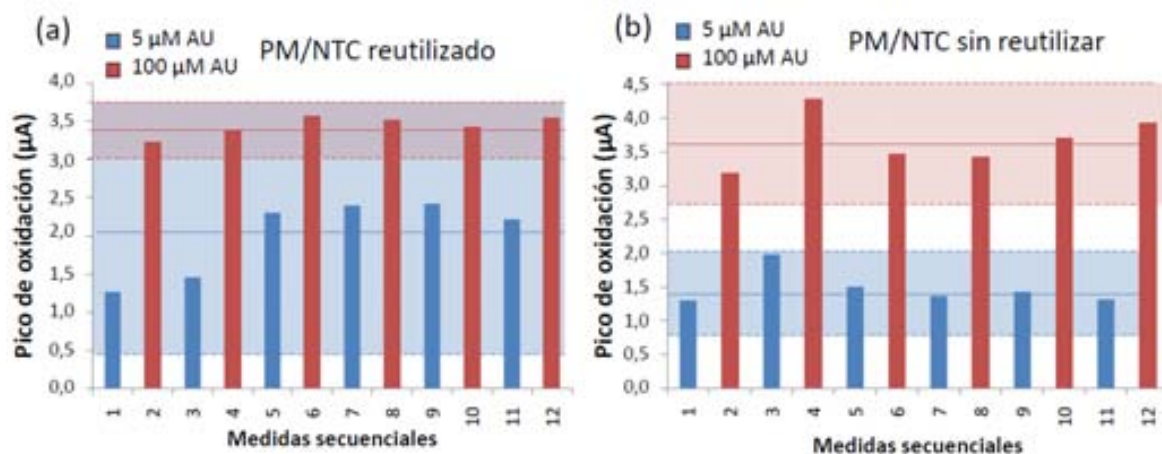 (a)
5 µM AU
100 µM AU
PM/NTC reutilizado
Pico de oxidación (µA)
4,0
3,5
3,0
2,5
2,0
1,5
1,0
0,5
0,0
1 2 3 4 5 6 7 8 9 10 11 12
Medidas secuenciales
(b)
5 µM AU
100 µM AU
PM/NTC sin reutilizar
Pico de oxidación (µA)
4,5
4,0
3,5
3,0
2,5
2,0
1,5
1,0
0,5
0,0
1 2 3 4 5 6 7 8 9 10 11 12
Medidas secuenciales